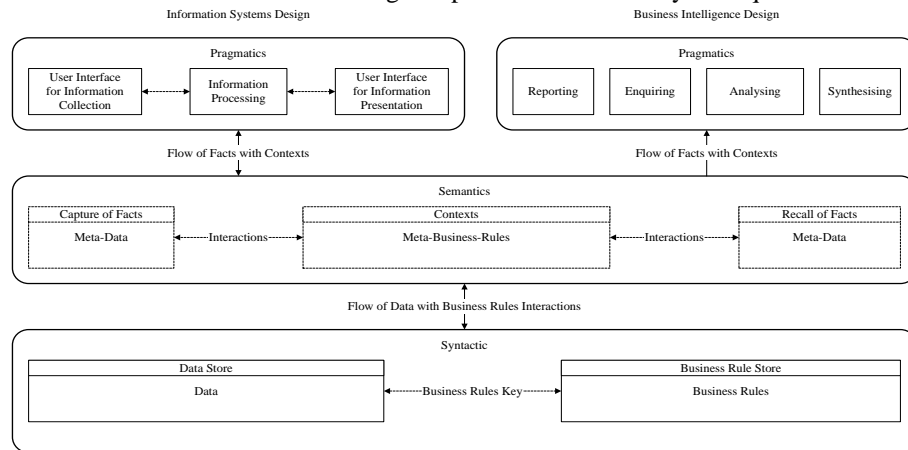 Information Systems Design
Business Intelligence Design
Pragmatics
User Interface
for Information
Collection
Information
Processing
User Interface
for Information
Presentation
Pragmatics
Reporting
Enquiring
Analysing
Synthesising
Flow of Facts with Contexts
Flow of Facts with Contexts
Semantics
Capture of Facts
Meta-Data
Interactions
Contexts
Meta-Business-Rules
Interactions
Recall of Facts
Meta-Data
Flow of Data with Business Rules Interactions
Syntactic
Data Store
Data
Business Rules Key
Business Rule Store
Business Rules